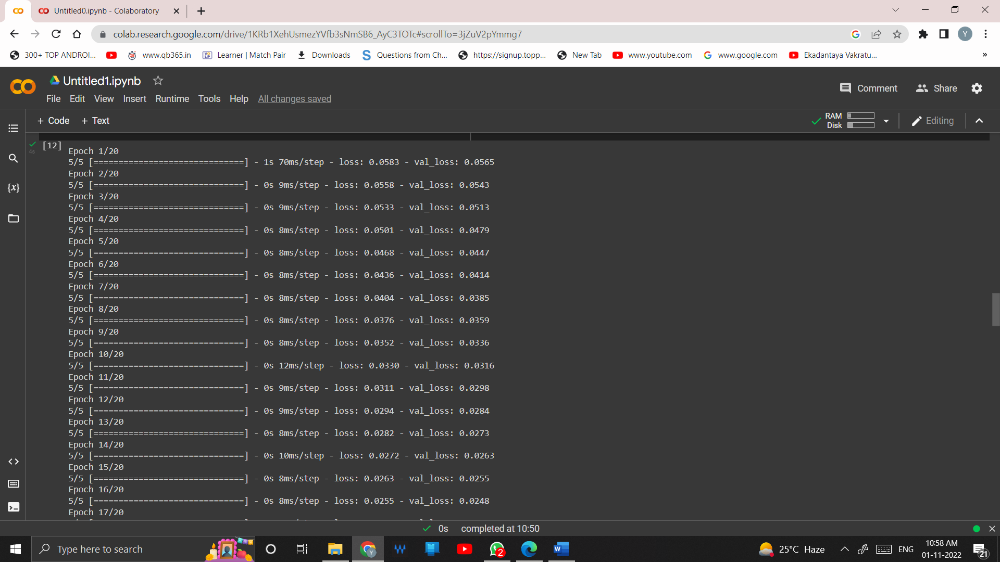 Untitled0.ipynb - Colaboratory
colab.research.google.com/drive/1KRb1XehUsmezYVfb3sNmSB6_AyC3TOTc#scrollTo=3jZuV2pYmmg7
Y
300+ TOP ANDROI... www.qb365.in Learner | Match Pair Downloads Questions from Ch... https://signup.topp... New Tab www.youtube.com www.google.com Ekadantaya Vakratu... »
Untitled1.ipynb
Comment Share
File Edit View Insert Runtime Tools Help All changes saved
+ Code + Text
RAM
Disk
Editing
[12]
4s
Epoch 1/20
5/5 [==============================] - 1s 70ms/step - loss: 0.0583 - val_loss: 0.0565
Epoch 2/20
5/5 [==============================] - 0s 9ms/step - loss: 0.0558 - val_loss: 0.0543
Epoch 3/20
5/5 [==============================] - 0s 9ms/step - loss: 0.0533 - val_loss: 0.0513
Epoch 4/20
5/5 [==============================] - 0s 8ms/step - loss: 0.0501 - val_loss: 0.0479
Epoch 5/20
5/5 [==============================] - 0s 8ms/step - loss: 0.0468 - val_loss: 0.0447
Epoch 6/20
5/5 [==============================] - 0s 8ms/step - loss: 0.0436 - val_loss: 0.0414
Epoch 7/20
5/5 [==============================] - 0s 8ms/step - loss: 0.0404 - val_loss: 0.0385
Epoch 8/20
5/5 [==============================] - 0s 8ms/step - loss: 0.0376 - val_loss: 0.0359
Epoch 9/20
5/5 [==============================] - 0s 8ms/step - loss: 0.0352 - val_loss: 0.0336
Epoch 10/20
5/5 [==============================] - 0s 12ms/step - loss: 0.0330 - val_loss: 0.0316
Epoch 11/20
5/5 [==============================] - 0s 9ms/step - loss: 0.0311 - val_loss: 0.0298
Epoch 12/20
5/5 [==============================] - 0s 9ms/step - loss: 0.0294 - val_loss: 0.0284
Epoch 13/20
5/5 [==============================] - 0s 8ms/step - loss: 0.0282 - val_loss: 0.0273
Epoch 14/20
5/5 [==============================] - 0s 10ms/step - loss: 0.0272 - val_loss: 0.0263
Epoch 15/20
5/5 [==============================] - 0s 8ms/step - loss: 0.0263 - val_loss: 0.0255
Epoch 16/20
5/5 [==============================] - 0s 8ms/step - loss: 0.0255 - val_loss: 0.0248
Epoch 17/20
{x}
0s completed at 10:50
Type here to search
2
25°C Haze
ENG
10:58 AM
01-11-2022
21